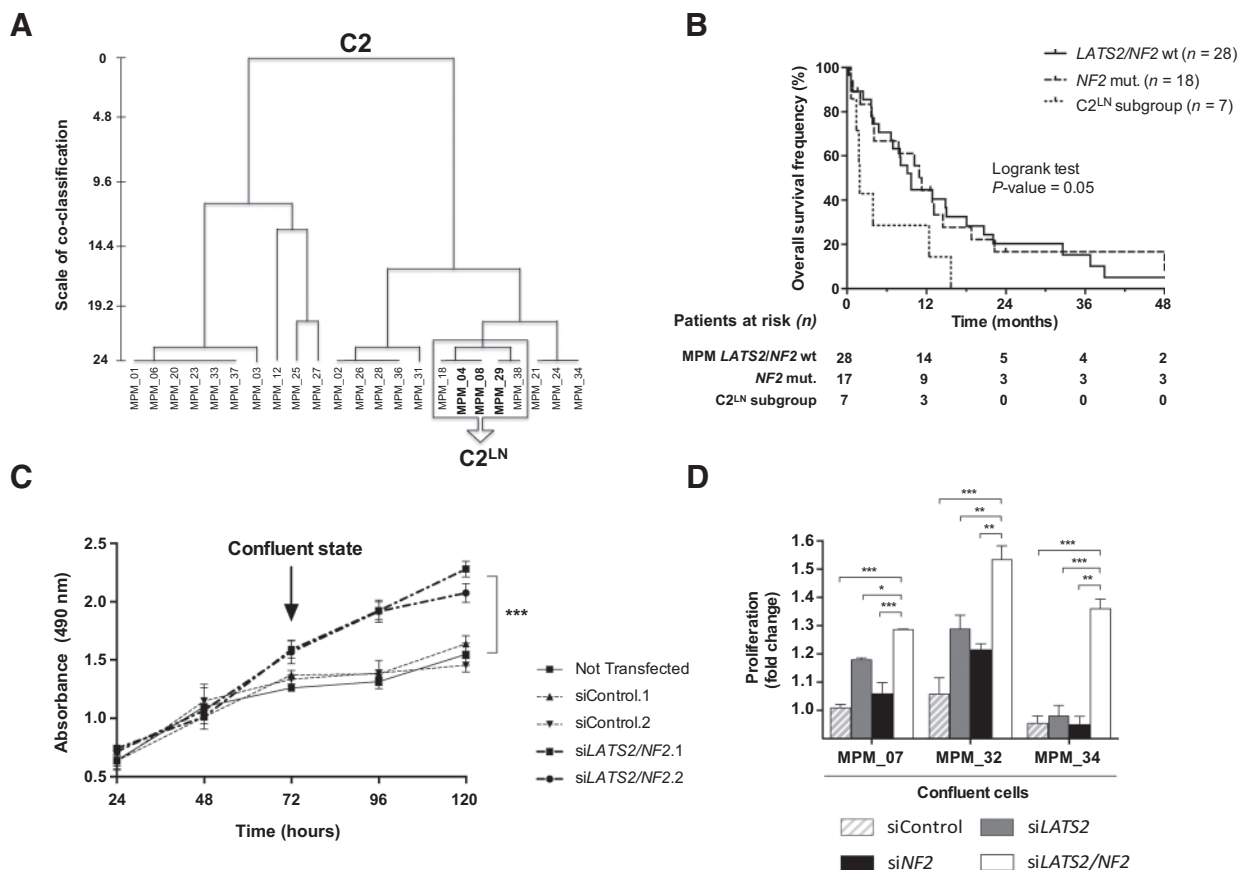 A
C2
Scale of co-classification
0
4.8
9.6
14.4
19.2
24
MPM_01
MPM_06
MPM_20
MPM_23
MPM_33
MPM_37
MPM_03
MPM_12
MPM_25
MPM_27
MPM_02
MPM_26
MPM_28
MPM_36
MPM_31
MPM_18
MPM_04
MPM_08
MPM_29
MPM_38
MPM_21
MPM_24
MPM_34
C2LN
B
LATS2/NF2 wt (n = 28)
NF2 mut. (n = 18)
C2LN subgroup (n = 7)
Overall survival frequency (%)
100
80
60
40
20
0
Logrank test
P-value = 0.05
0 12 24 36 48
Time (months)
Patients at risk (n)
MPM LATS2/NF2 wt 28 14 5 4 2
NF2 mut. 17 9 3 3 3
C2LN subgroup 7 3 0 0 0
C
Absorbance (490 nm)
2.5
2.0
1.5
1.0
0.5
Confluent state
***
24 48 72 96 120
Time (hours)
Not Transfected
siControl.1
siControl.2
siLATS2/NF2.1
siLATS2/NF2.2
D
Proliferation
(fold change)
1.6
1.5
1.4
1.3
1.2
1.1
1.0
***
*
***
***
**
**
***
***
**
MPM_07 MPM_32 MPM_34
Confluent cells
siControl siLATS2
siNF2 siLATS2/NF2